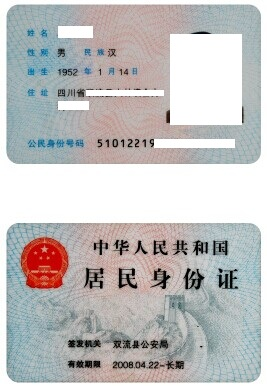 姓名
性别 男 民族 汉
出生 1952 年 1 月 14 日
住址 四川省
公民身份号码 51012219
中华人民共和国
居民身份证
签发机关 双流县公安局
有效期限 2008.04.22-长期